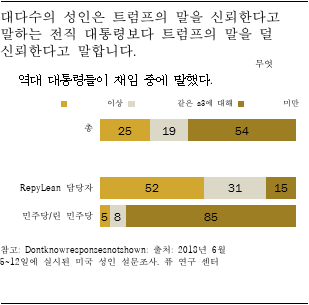 대다수의 성인은 트럼프의 말을 신뢰한다고
말하는 전직 대통령보다 트럼프의 말을 덜
신뢰한다고 말합니다.
무엇
역대 대통령들이 재임 중에 말했다.
이상 같은 a3에 대해 미만
총 25 19 54
RepyLean 담당자 52 31 15
민주당/린 민주당 5 8 85
참고: Dontknowresponsesnotshown: 출처: 2018년 6월
5~12일에 실시된 미국 성인 설문조사. 퓨 연구 센터